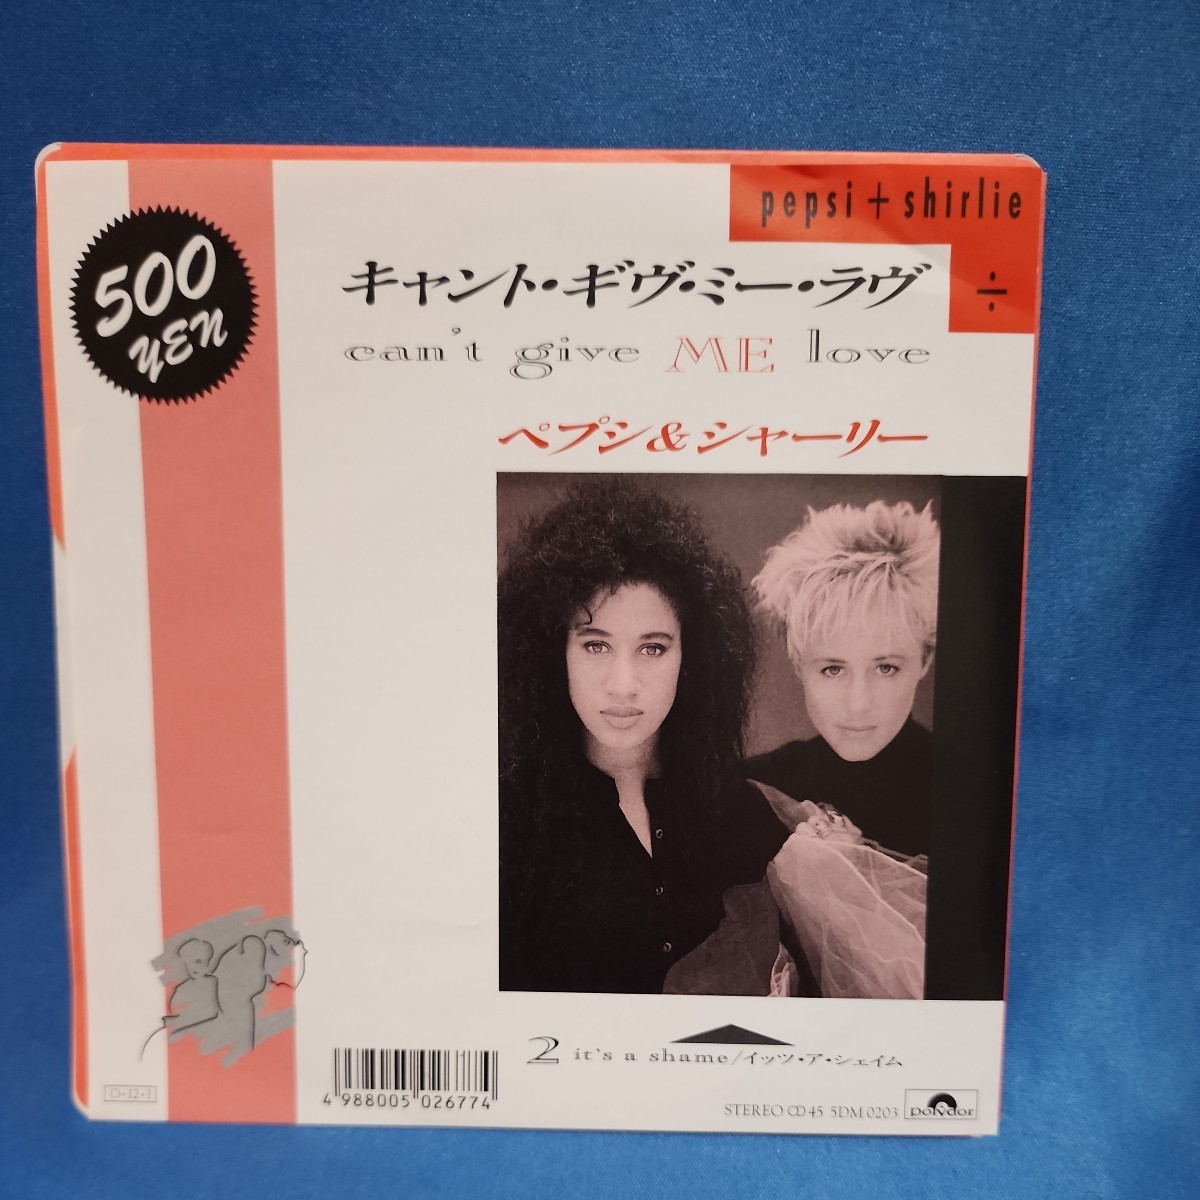 pepsi + shirlie
÷
500
YEN
キャント・ギヴ・ミー・ラヴ
can't give ME love
ペプシ&シャーリー
2 it's a shame/イッツ・ア・シェイム
4 988005 026774
O・12・1
STEREO 45 5DM 0203 polydor